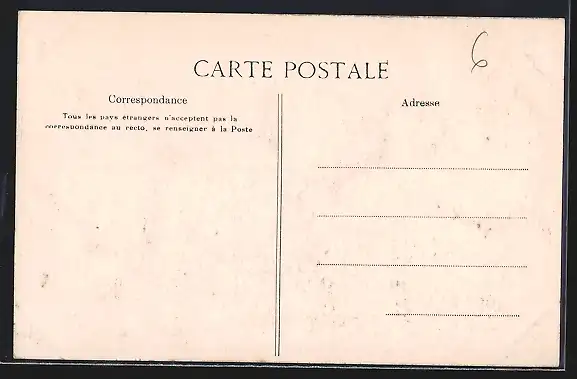 6
CARTE POSTALE
Correspondance
Tous les pays étrangers n'acceptent pas la
correspondance au recto, se renseigner à la Poste
Adresse